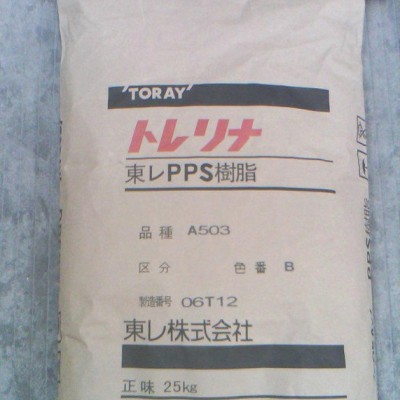 'TORAY'
トレリナ
東レPPS樹脂
品種 A503
区分 色番 B
製造番号 06T12
東レ株式会社
正味 25kg